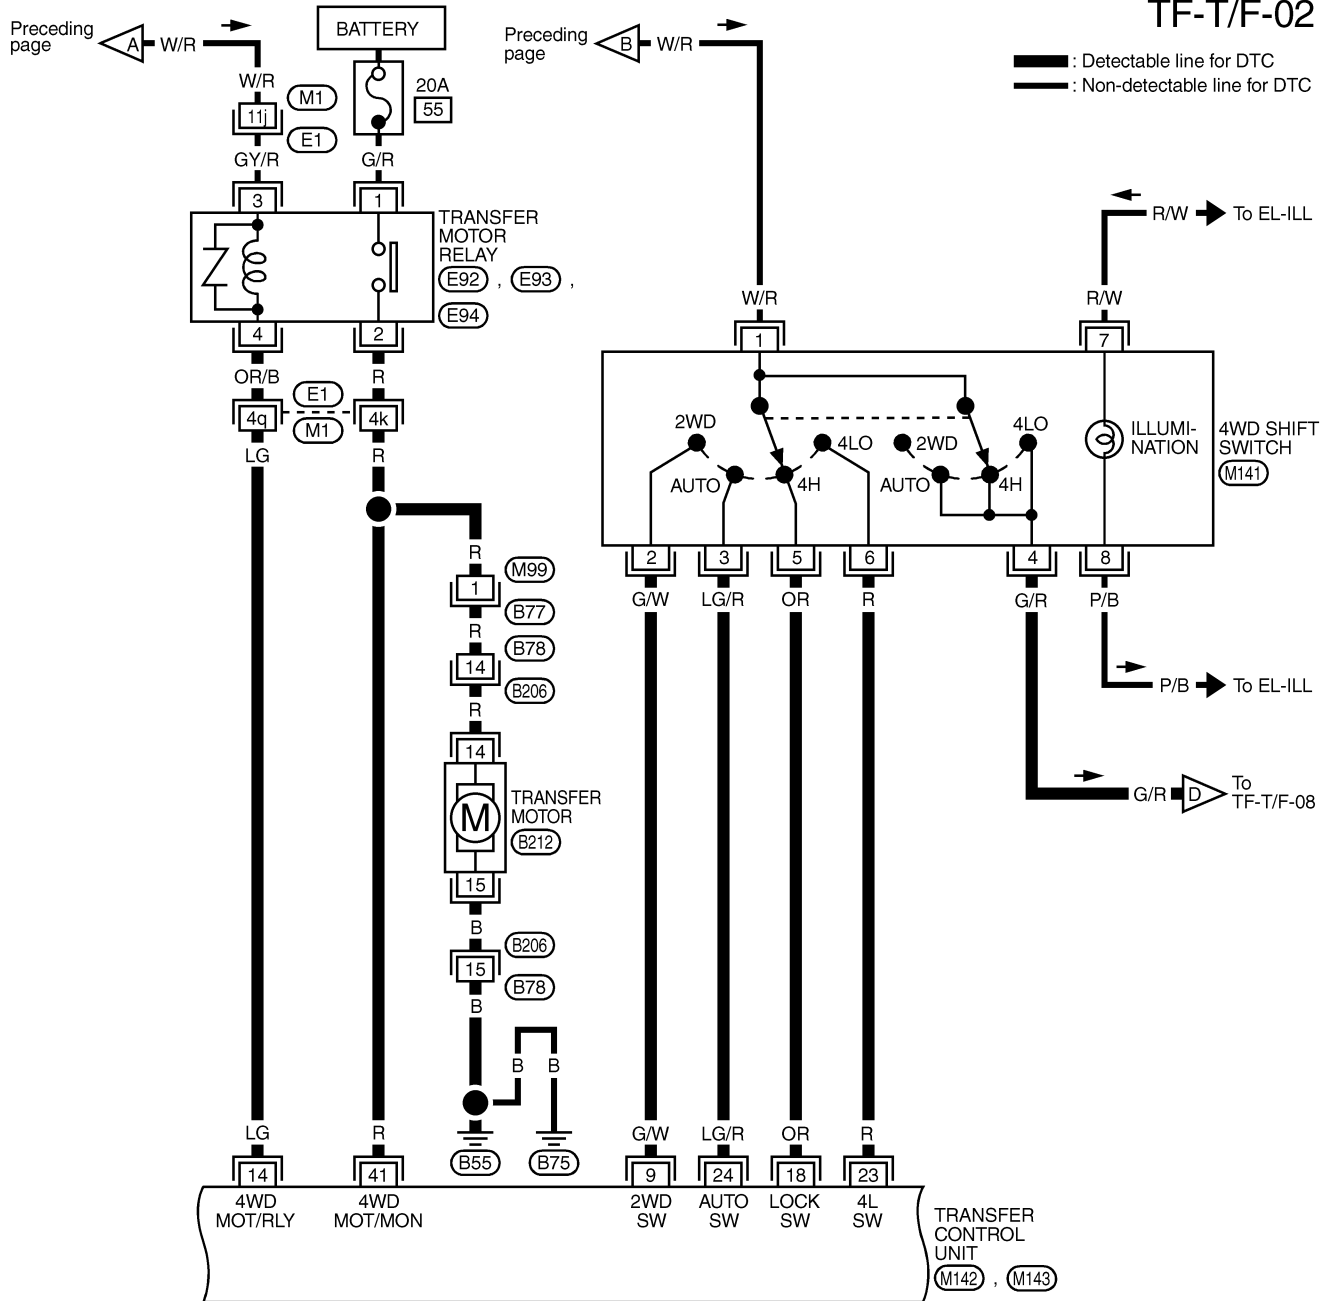 TF-T/F-02
Preceding
page
A
W/R
BATTERY
Preceding
page
B
W/R
: Detectable line for DTC
: Non-detectable line for DTC
W/R
M1
20A
55
11j
E1
GY/R
G/R
3
1
TRANSFER
MOTOR
RELAY
E92 , E93 ,
E94
R/W
To EL-ILL
W/R
R/W
4
2
1
7
OR/B
R
E1
4q
4k
M1
LG
R
2WD
4LO
2WD
4LO
AUTO
4H
AUTO
4H
ILLUMI-
NATION
4WD SHIFT
SWITCH
M141
R
M99
1
B77
R
B78
14
B206
R
2
3
5
6
4
8
G/W
LG/R
OR
R
G/R
P/B
P/B
To EL-ILL
14
M
TRANSFER
MOTOR
B212
15
G/R
D
To
TF-T/F-08
B
B206
15
B78
B
B
B
LG
R
B55
B75
G/W
LG/R
OR
R
14
41
9
24
18
23
4WD
MOT/RLY
4WD
MOT/MON
2WD
SW
AUTO
SW
LOCK
SW
4L
SW
TRANSFER
CONTROL
UNIT
M142 , M143